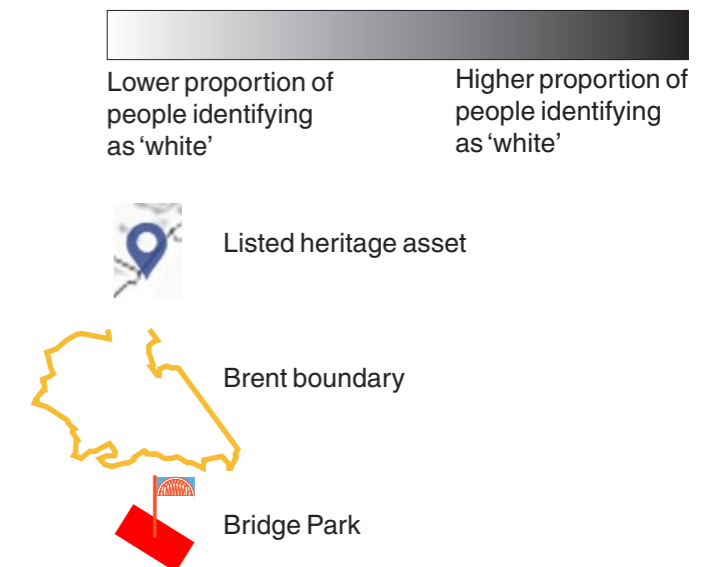 Lower proportion of
people identifying
as ‘white’
Higher proportion of
people identifying
as ‘white’
Listed heritage asset
Brent boundary
Bridge Park